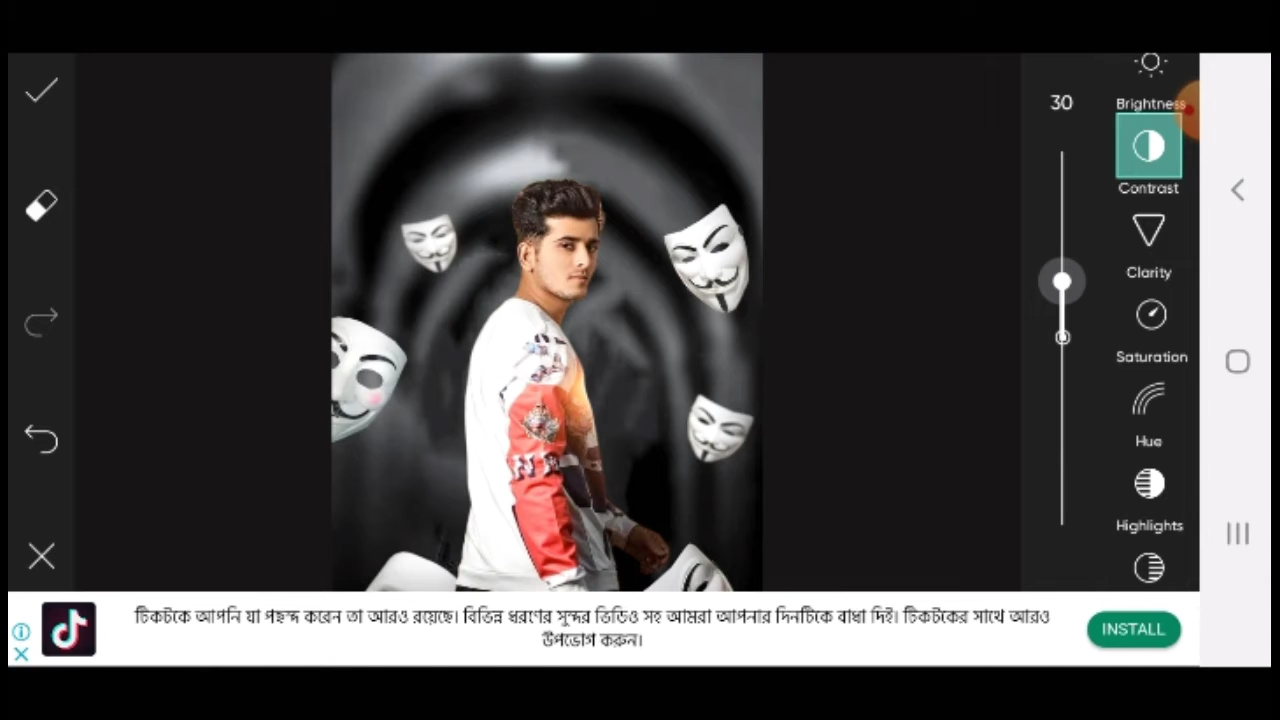 30
Brightness
Contrast
Clarity
Saturation
Hue
Highlights
টিকটকে আপনি যা পছন্দ করেন তা আরও রয়েছে। বিভিন্ন ধরণের সুন্দর ভিডিও সহ আমরা আপনার দিনটিকে বাধা দিই। টিকটকের সাথে আরও
উপভোগ করুন।
INSTALL